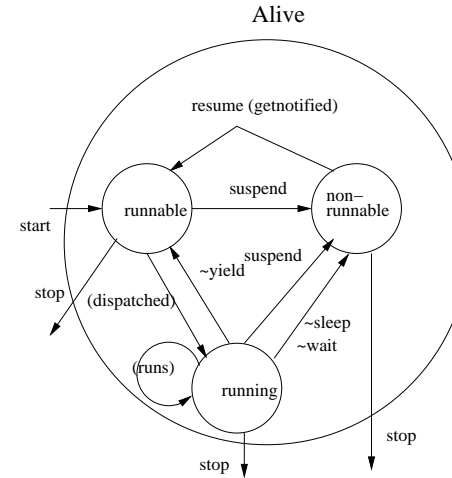 Alive
resume (getnotified)
suspend
non-
runnable
runnable
start
~yield
suspend
stop
(dispatched)
~sleep
~wait
(runs)
running
stop
stop